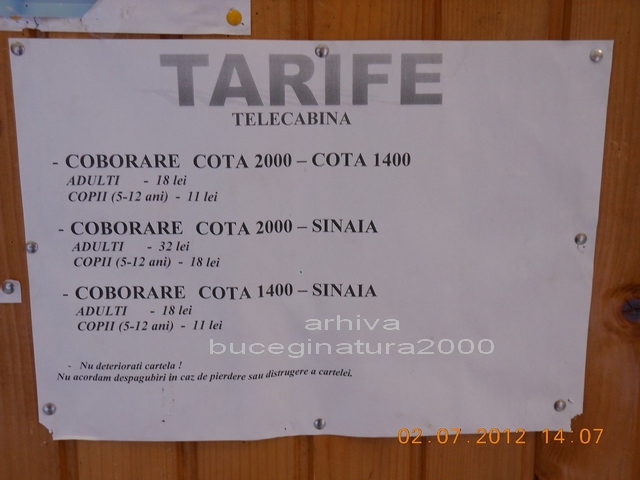 TARIFE
TELECABINA
- COBORARE COTA 2000 – COTA 1400
ADULTI - 18 lei
COPII (5-12 ani) - 11 lei
- COBORARE COTA 2000 – SINAIA
ADULTI - 32 lei
COPII (5-12 ani) - 18 lei
- COBORARE COTA 1400 – SINAIA
ADULTI - 18 lei
COPII (5-12 ani) - 11 lei
arhiva
buceginatura2000
- Nu deteriorati cartela !
Nu acordam despagubiri in caz de pierdere sau distrugere a cartelei.
02.07.2012 14:07